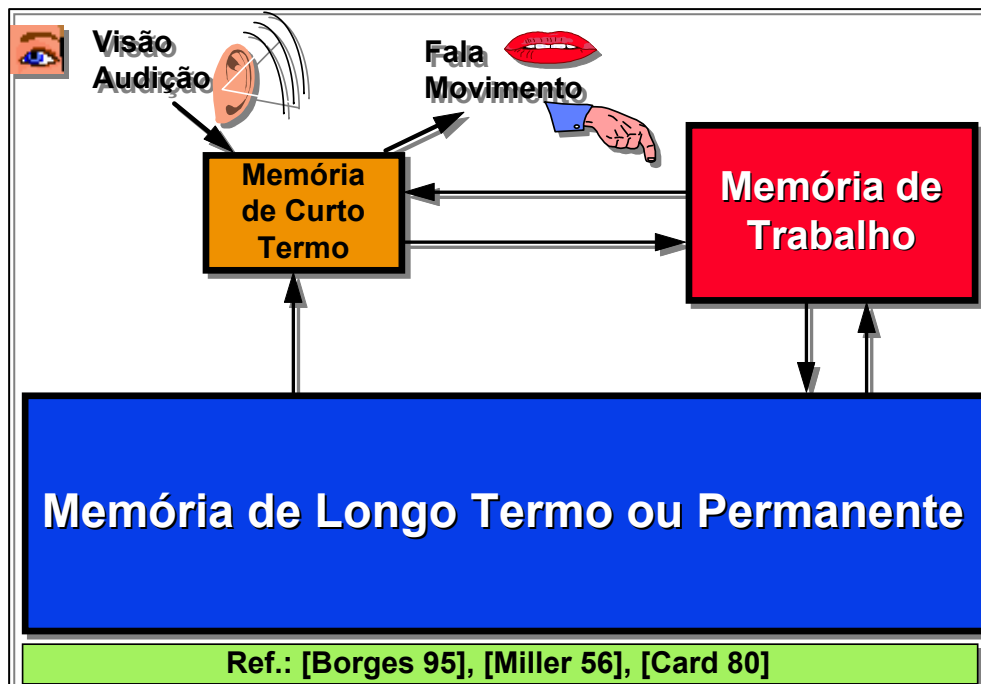 Visão
Audição
Fala
Movimento
Memória
de Curto
Termo
Memória de
Trabalho
Memória de Longo Termo ou Permanente
Ref.: [Borges 95], [Miller 56], [Card 80]